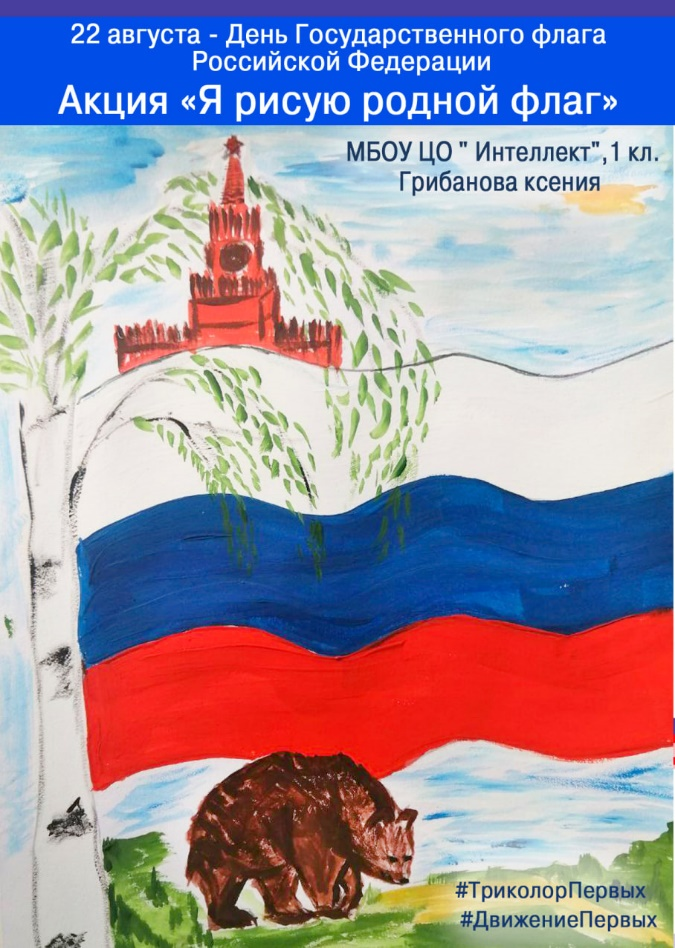 22 августа - День Государственного флага
Российской Федерации
Акция «Я рисую родной флаг»
МБОУ ЦО " Интеллект",1 кл.
Грибанова ксения
#ТриколорПервых
#ДвижениеПервых